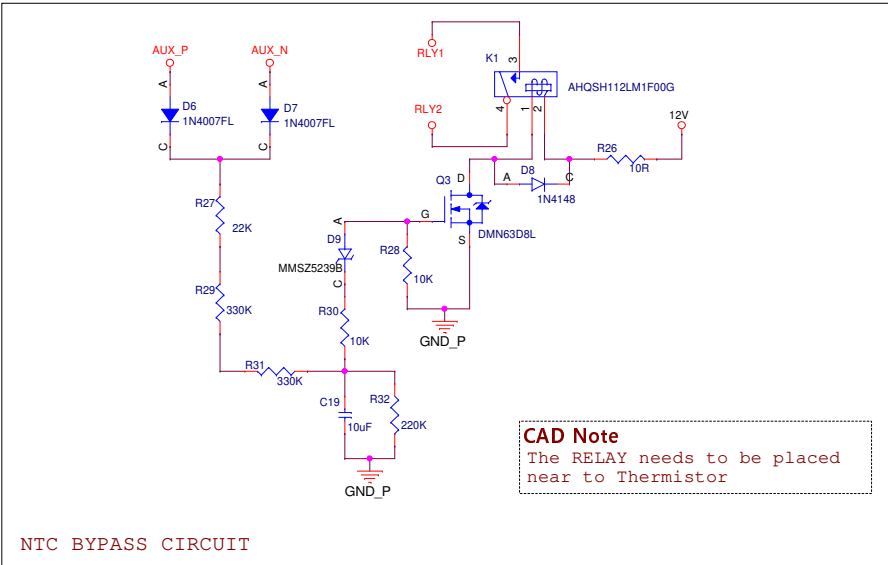 AUX_P
AUX_N
RLY1
K1
3
AHQSH112LM1F00G
A
A
D6
1N4007FL
D7
1N4007FL
RLY2
4
1
2
12V
C
C
R26
10R
D
D8
A
C
1N4148
Q3
R27
22K
A
G
S
DMN63D8L
D9
R28
MMSZ5239B
10K
C
R29
330K
R30
10K
GND_P
R31
330K
C19
10uF
R32
220K
GND_P
CAD Note
The RELAY needs to be placed
near to Thermistor
NTC BYPASS CIRCUIT